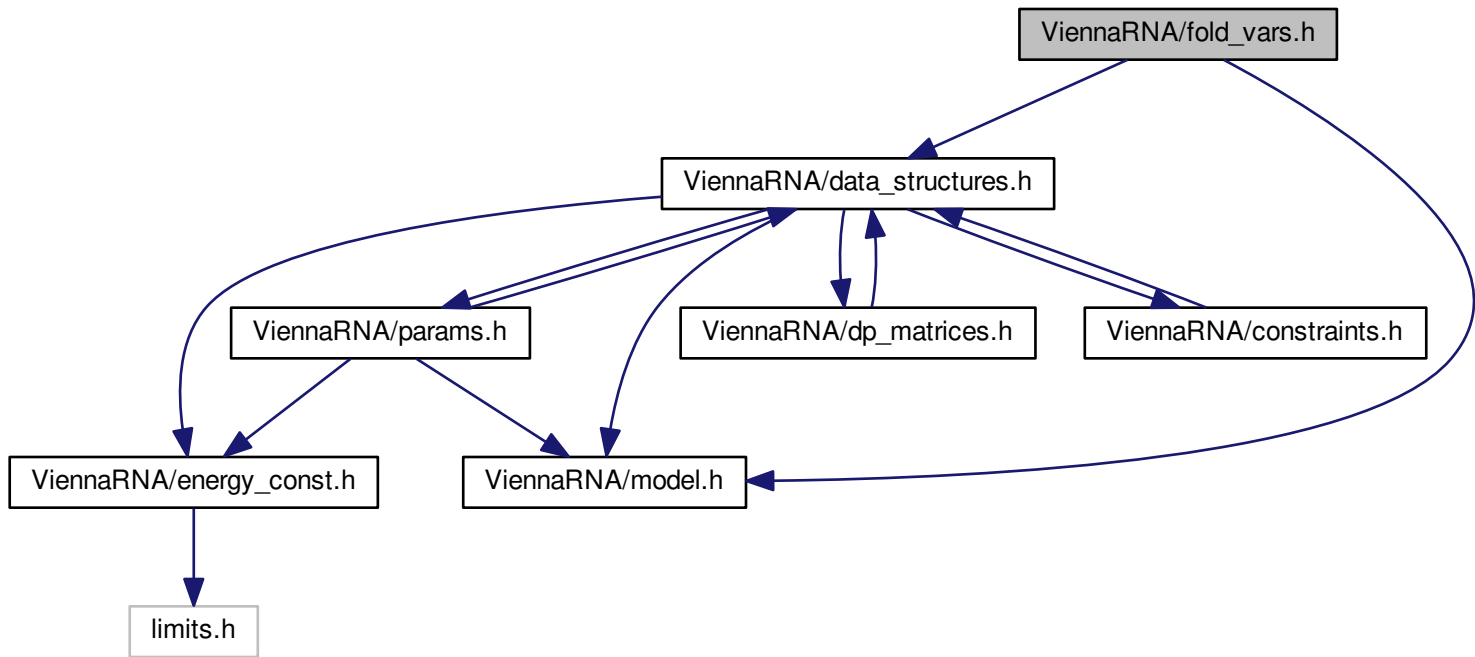 ViennaRNA/fold_vars.h
ViennaRNA/data_structures.h
ViennaRNA/params.h
ViennaRNA/dp_matrices.h
ViennaRNA/constraints.h
ViennaRNA/energy_const.h
ViennaRNA/model.h
limits.h